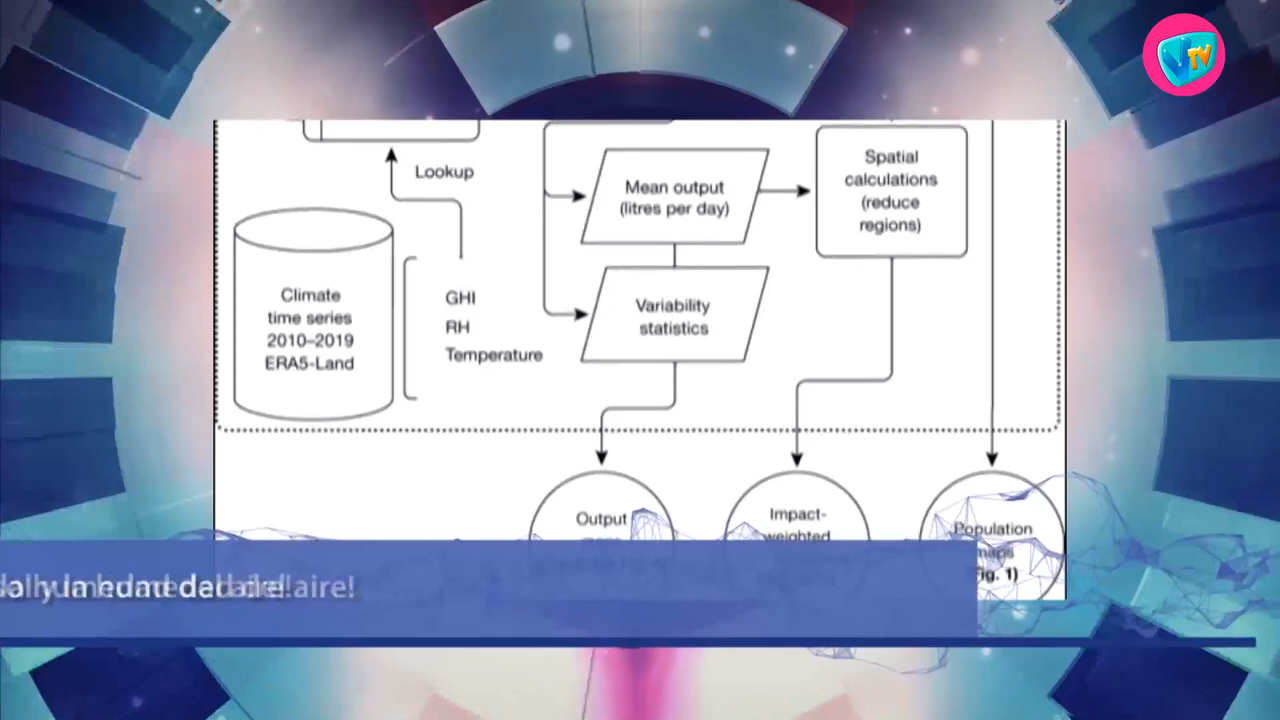 TV
Lookup
Mean output
(litres per day)
Spatial
calculations
(reduce
regions)
Climate
time series
2010–2019
ERA5-Land
GHI
RH
Temperature
Variability
statistics
Output
Impact-
weighted
Population
maps
Fig. 1)